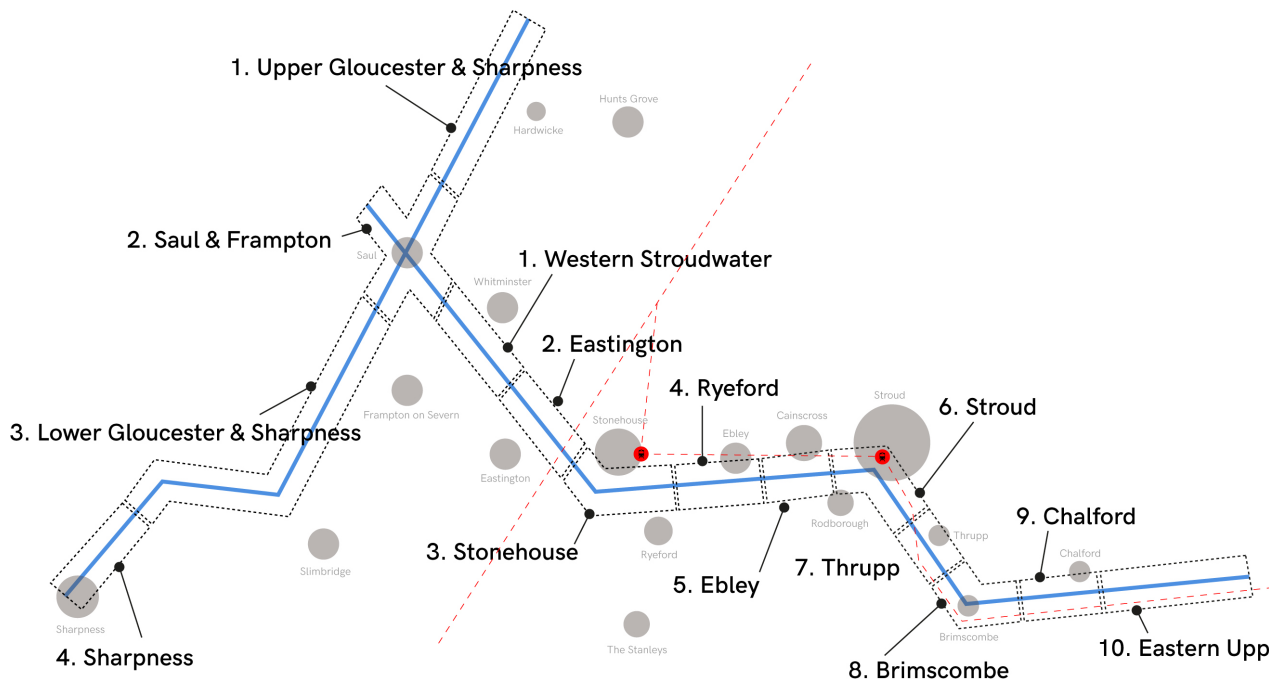 1. Upper Gloucester & Sharpness
Hunts Grove
Hardwicke
2. Saul & Frampton
Saul
1. Western Stroudwater
Whitminster
2. Eastington
4. Ryeford
Stroud
6. Stroud
Frampton on Severn
Stonehouse
Cainscross
Ebley
3. Lower Gloucester & Sharpness
Eastington
9. Chalford
Rodborough
Thrupp
3. Stonehouse
Ryeford
Chalford
Slimbridge
7. Thrupp
5. Ebley
Sharpness
Brimscombe
The Stanleys
10. Eastern Upp
4. Sharpness
8. Brimscombe